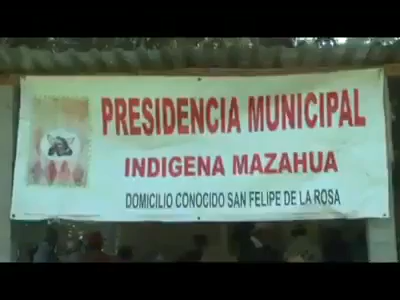 PRESIDENCIA MUNICIPAL
INDIGENA MAZAHUA
DOMICILIO CONOCIDO SAN FELIPE DE LA ROSA